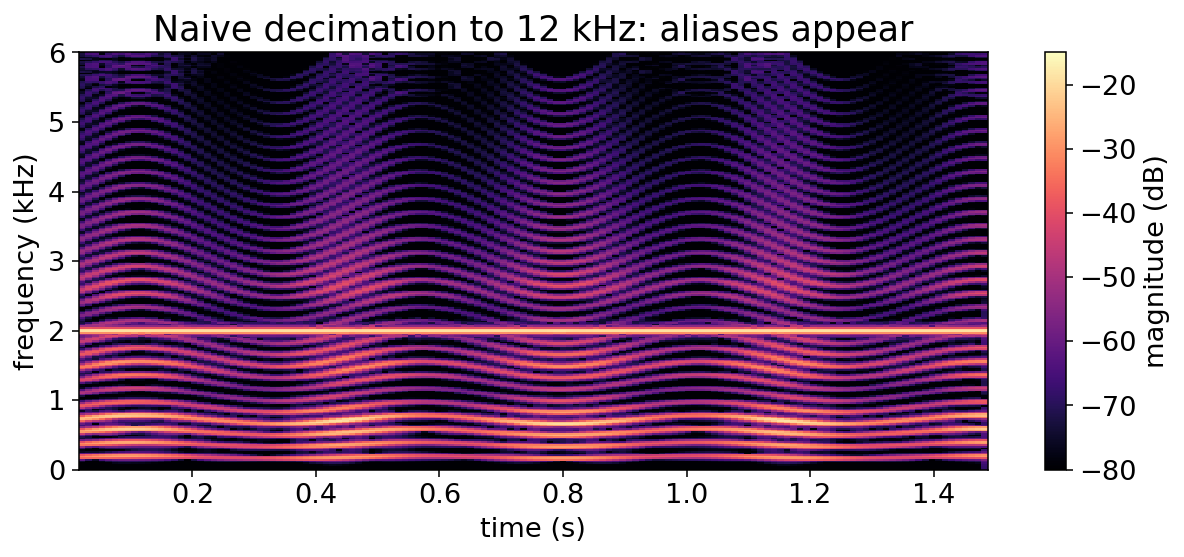 Naive decimation to 12 kHz: aliases appear
6
5
4
3
2
1
0
frequency (kHz)
0.2 0.4 0.6 0.8 1.0 1.2 1.4
time (s)
−20
−30
−40
−50
−60
−70
−80
magnitude (dB)